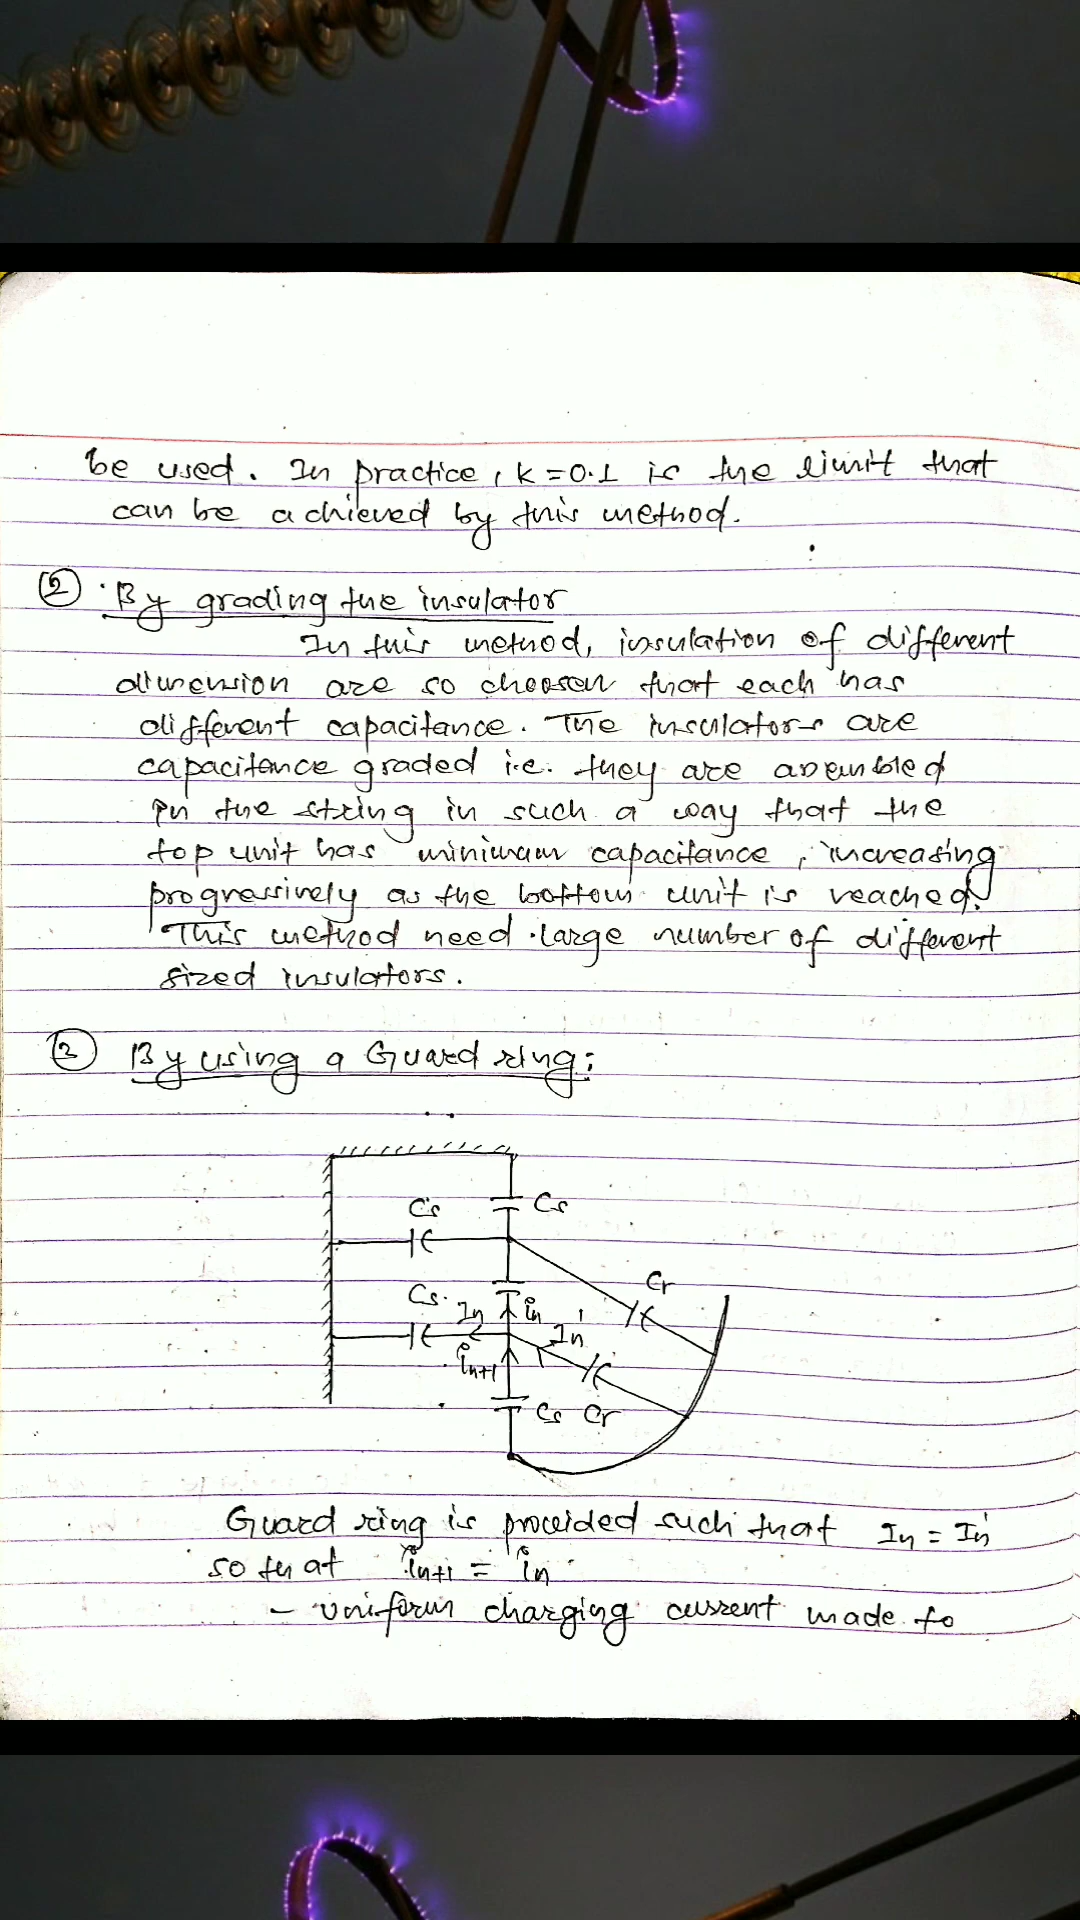 be used. In practice, k=0.1 is the limit that
can be achieved by this method.
② By grading the insulator
In this method, insulation of different
dimension are so choosen that each has
different capacitance. The insulators are
capacitance graded i.e. they are assembled
in the string in such a way that the
top unit has minimum capacitance, increasing
progressively as the bottom unit is reached.
This method need large number of different
sized insulators.
③ By using a Guard ring:
Cs Cs
Cr
Cs. In in In'
in+1
Cs Cr
Guard ring is provided such that In = In'
so that in+1 = in
- uniform charging current made to